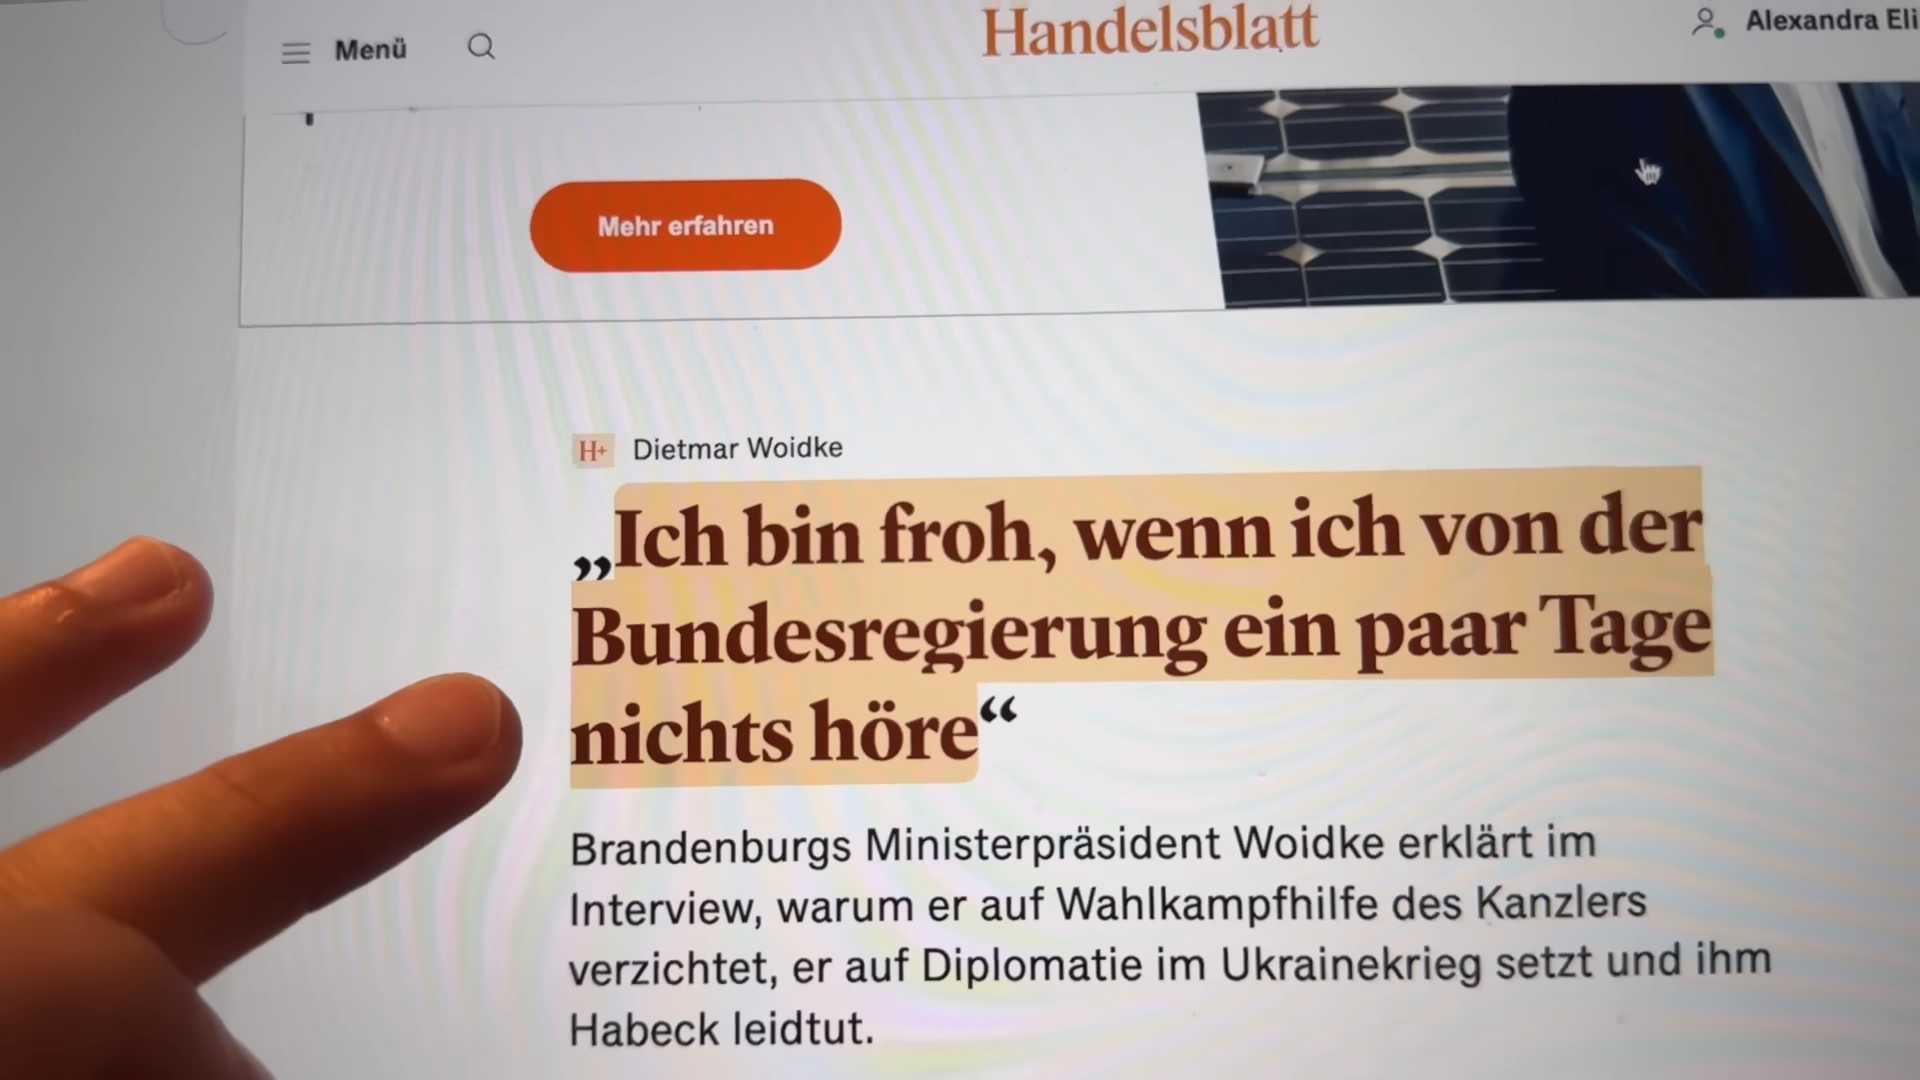 Menü
Handelsblatt
Alexandra Eli
Mehr erfahren
H+ Dietmar Woidke
„Ich bin froh, wenn ich von der
Bundesregierung ein paar Tage
nichts höre“
Brandenburgs Ministerpräsident Woidke erklärt im
Interview, warum er auf Wahlkampfhilfe des Kanzlers
verzichtet, er auf Diplomatie im Ukrainekrieg setzt und ihm
Habeck leidtut.